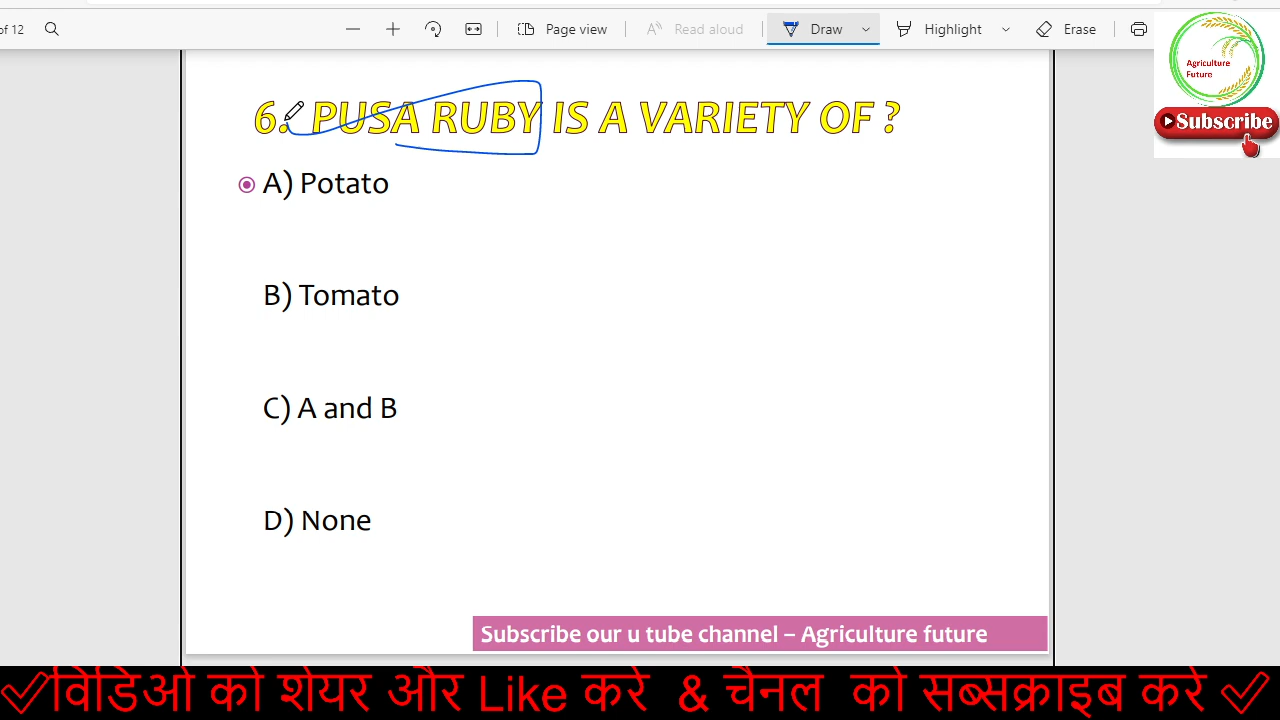 of 12
Page view
Read aloud
Draw
Highlight
Erase
Agriculture
Future
Subscribe
6. PUSA RUBY IS A VARIETY OF ?
A) Potato
B) Tomato
C) A and B
D) None
Subscribe our u tube channel – Agriculture future
विडिओ को शेयर और Like करे & चैनल को सब्सक्राइब करे